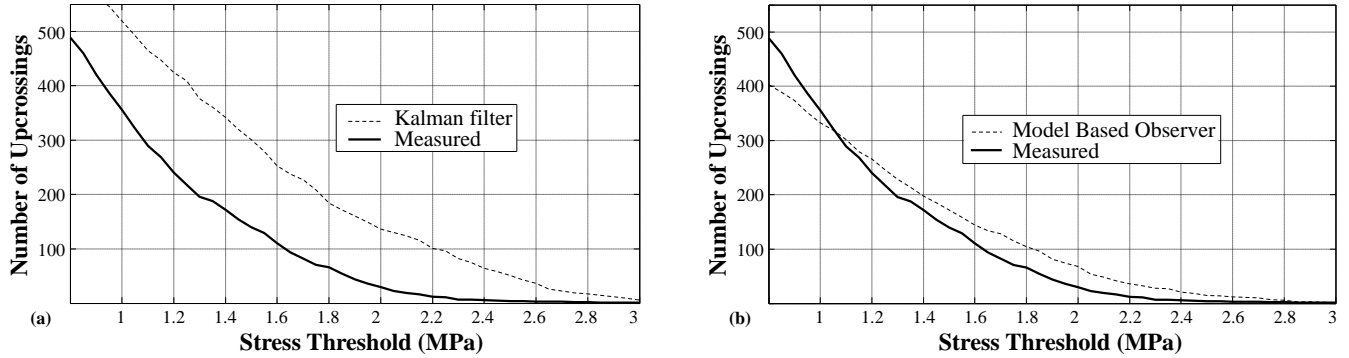 500
400
300
200
100
Number of Upcrossings
Kalman filter
Measured
(a)
1 1.2 1.4 1.6 1.8 2 2.2 2.4 2.6 2.8 3
Stress Threshold (MPa)
500
400
300
200
100
Number of Upcrossings
Model Based Observer
Measured
(b)
1 1.2 1.4 1.6 1.8 2 2.2 2.4 2.6 2.8 3
Stress Threshold (MPa)